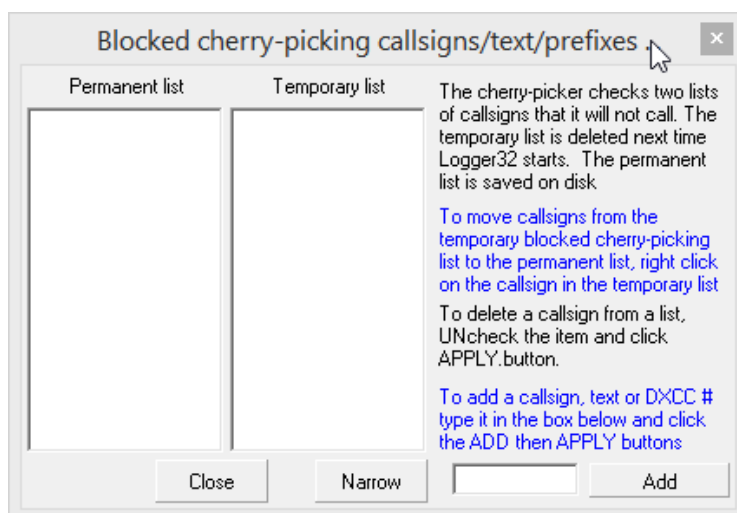 Blocked cherry-picking callsigns/text/prefixes .
Permanent list
Temporary list
The cherry-picker checks two lists
of callsigns that it will not call. The
temporary list is deleted next time
Logger32 starts.  The permanent
list is saved on disk
To move callsigns from the
temporary blocked cherry-picking
list to the permanent list, right click
on the callsign in the temporary list
To delete a callsign from a list,
UNcheck the item and click
APPLY.button.
To add a callsign, text or DXCC #
type it in the box below and click
the ADD then APPLY buttons
Close
Narrow
Add